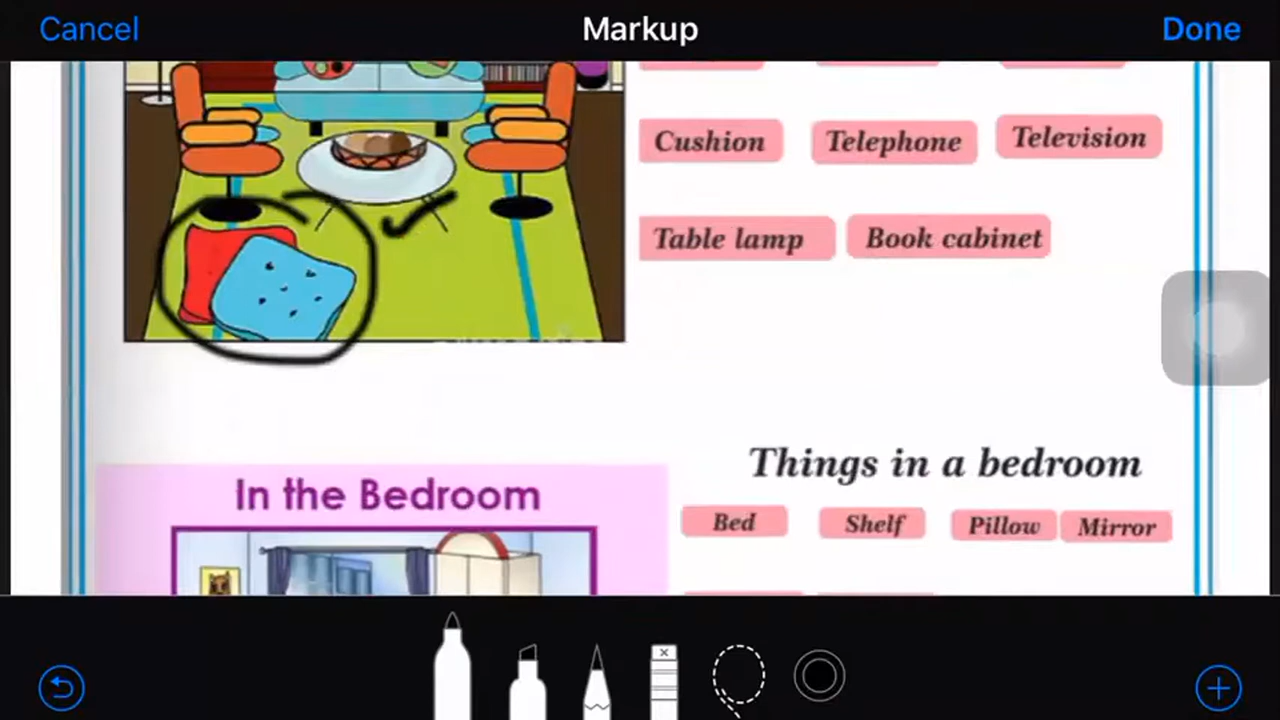 Cancel Markup Done
Cushion Telephone Television
Table lamp Book cabinet
Things in a bedroom
In the Bedroom
Bed Shelf Pillow Mirror